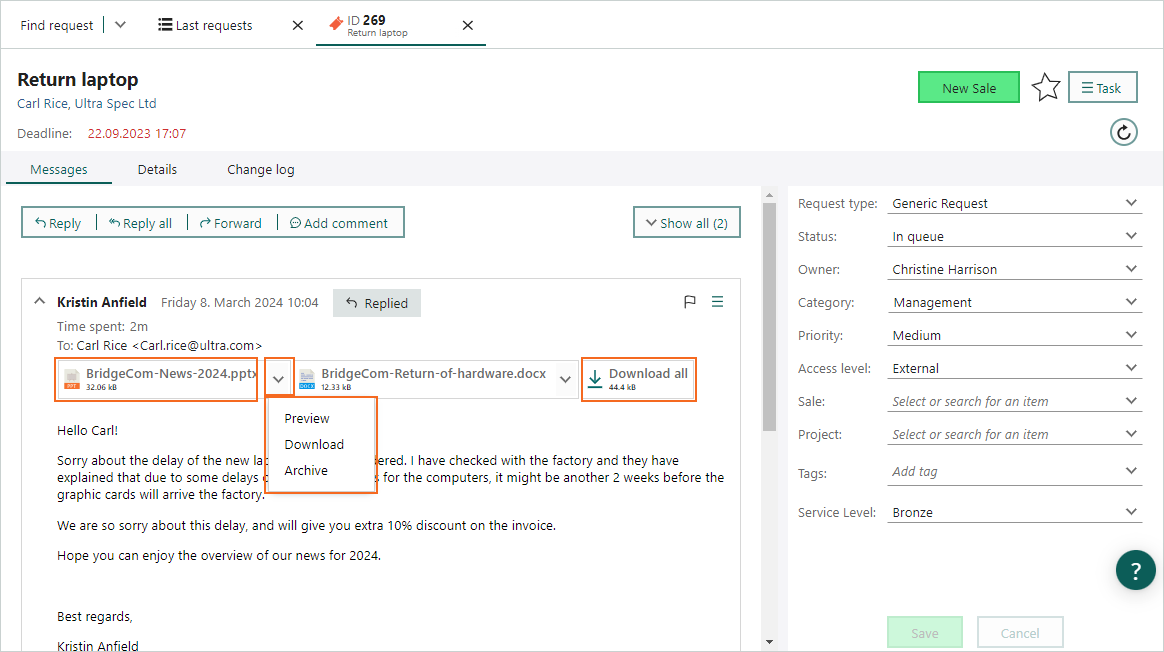 Find request
Last requests
ID 269
Return laptop
Return laptop
Carl Rice, Ultra Spec Ltd
Deadline: 22.09.2023 17:07
New Sale
Task
Messages
Details
Change log
Reply
Reply all
Forward
Add comment
Show all (2)
Kristin Anfield Friday 8. March 2024 10:04 Replied
Time spent: 2m
To: Carl Rice <Carl.rice@ultra.com>
PPT
BridgeCom-News-2024.pptx
32.06 kB
DOCX
BridgeCom-Return-of-hardware.docx
12.33 kB
Download all
44.4 kB
Preview
Download
Archive
Hello Carl!
Sorry about the delay of the new la ered. I have checked with the factory and they have
explained that due to some delays for the computers, it might be another 2 weeks before the
graphic cards will arrive the factory.
We are so sorry about this delay, and will give you extra 10% discount on the invoice.
Hope you can enjoy the overview of our news for 2024.
Best regards,
Kristin Anfield
Request type: Generic Request
Status: In queue
Owner: Christine Harrison
Category: Management
Priority: Medium
Access level: External
Sale: Select or search for an item
Project: Select or search for an item
Tags: Add tag
Service Level: Bronze
?
Save
Cancel